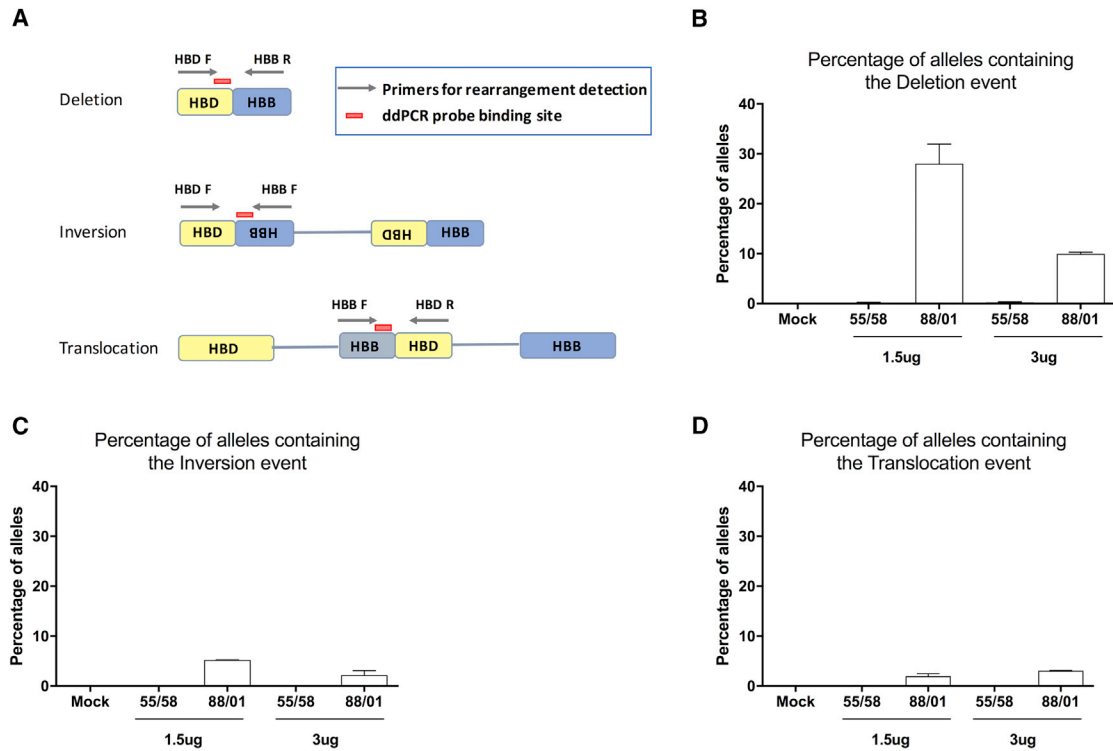 A
HBD F
HBB R
Deletion
HBD
HBB
Primers for rearrangement detection
ddPCR probe binding site
HBD F
HBB F
Inversion
HBD
HBB
HBD
HBB
HBB F
HBD R
Translocation
HBD
HBB
HBD
HBB
B
Percentage of alleles containing
the Deletion event
Percentage of alleles
40
30
20
10
0
Mock
55/58
88/01
55/58
88/01
1.5ug
3ug
C
Percentage of alleles containing
the Inversion event
Percentage of alleles
40
30
20
10
0
Mock
55/58
88/01
55/58
88/01
1.5ug
3ug
D
Percentage of alleles containing
the Translocation event
Percentage of alleles
40
30
20
10
0
Mock
55/58
88/01
55/58
88/01
1.5ug
3ug